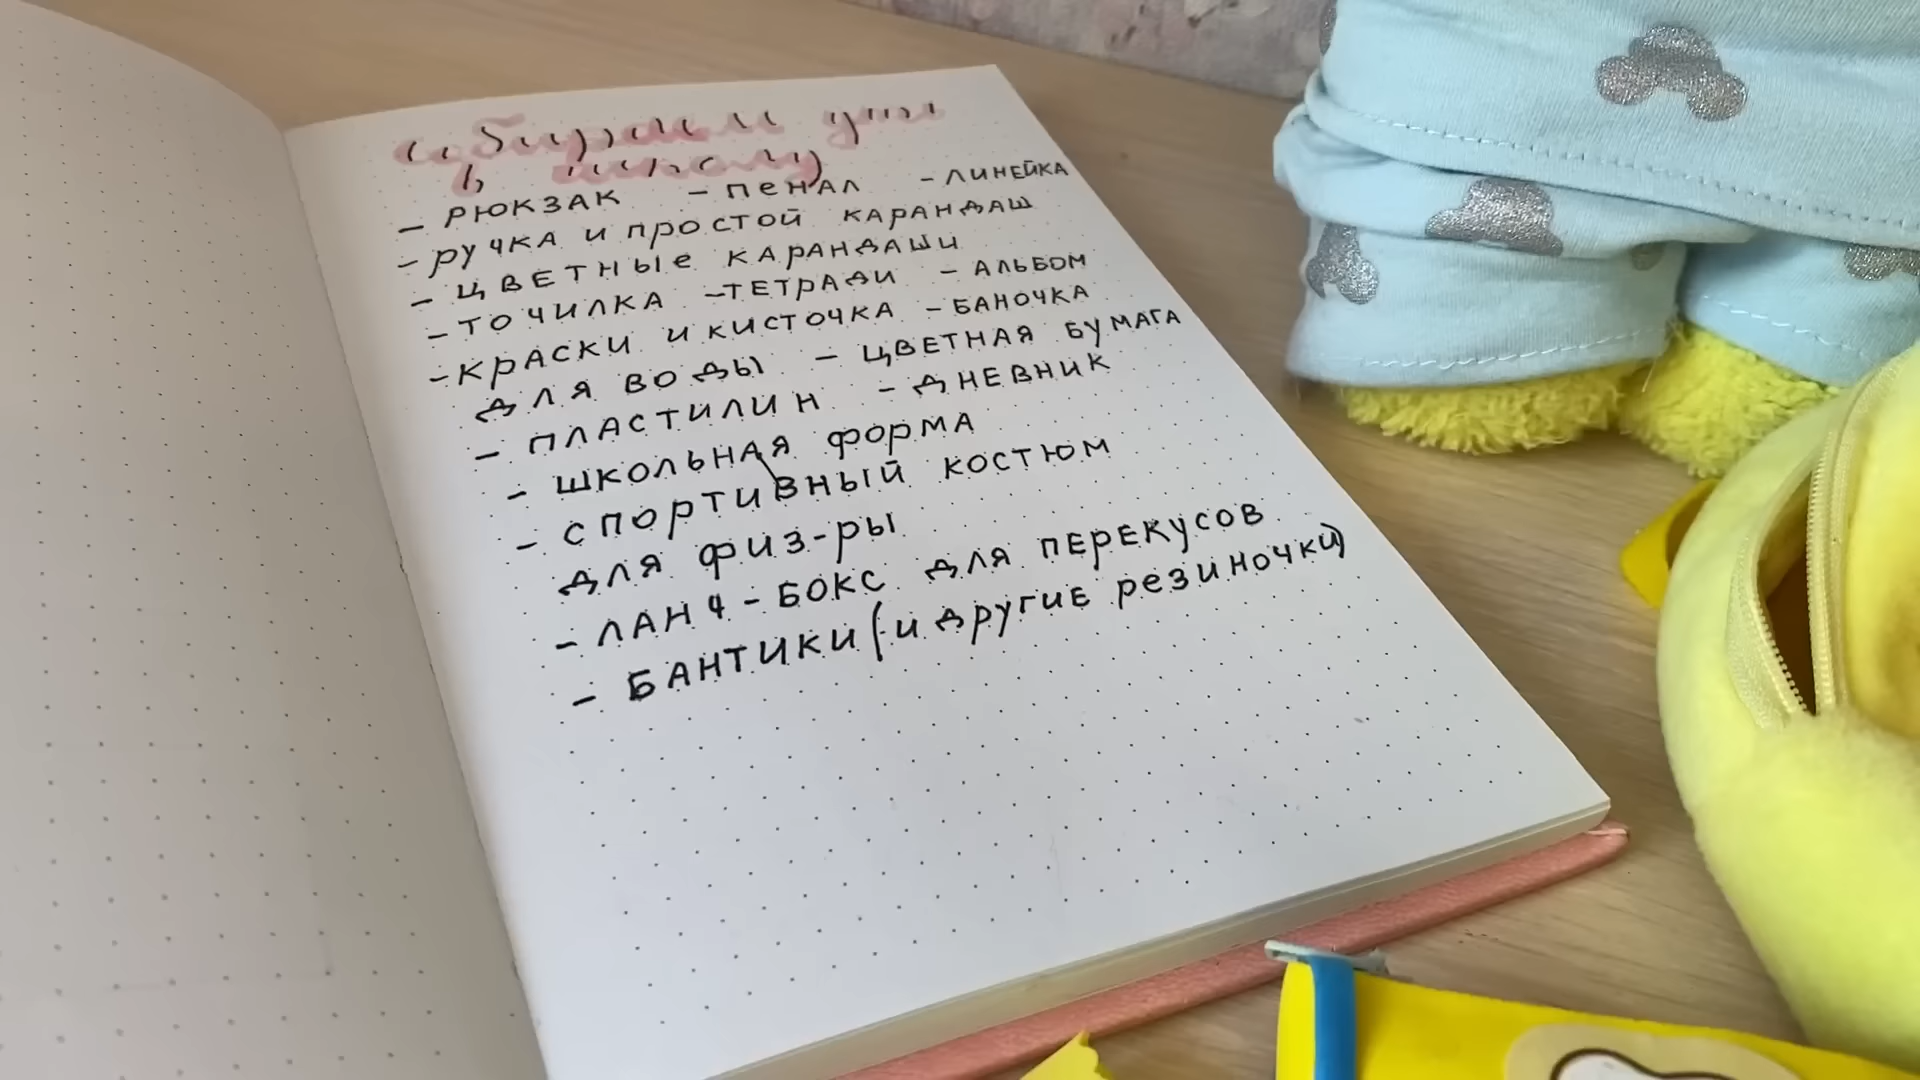 Собираем утю
в школу
- РЮКЗАК - ПЕНАЛ - ЛИНЕЙКА
- РУЧКА И ПРОСТОЙ КАРАНДАШ
- ЦВЕТНЫЕ КАРАНДАШИ
- ТОЧИЛКА - ТЕТРАДИ - АЛЬБОМ
- КРАСКИ И КИСТОЧКА - БАНОЧКА
ДЛЯ ВОДЫ - ЦВЕТНАЯ БУМАГА
- ПЛАСТИЛИН - ДНЕВНИК
- ШКОЛЬНАЯ ФОРМА
- СПОРТИВНЫЙ КОСТЮМ
ДЛЯ ФИЗ-РЫ
- ЛАНЧ-БОКС ДЛЯ ПЕРЕКУСОВ
- БАНТИКИ (И ДРУГИЕ РЕЗИНОЧКИ)